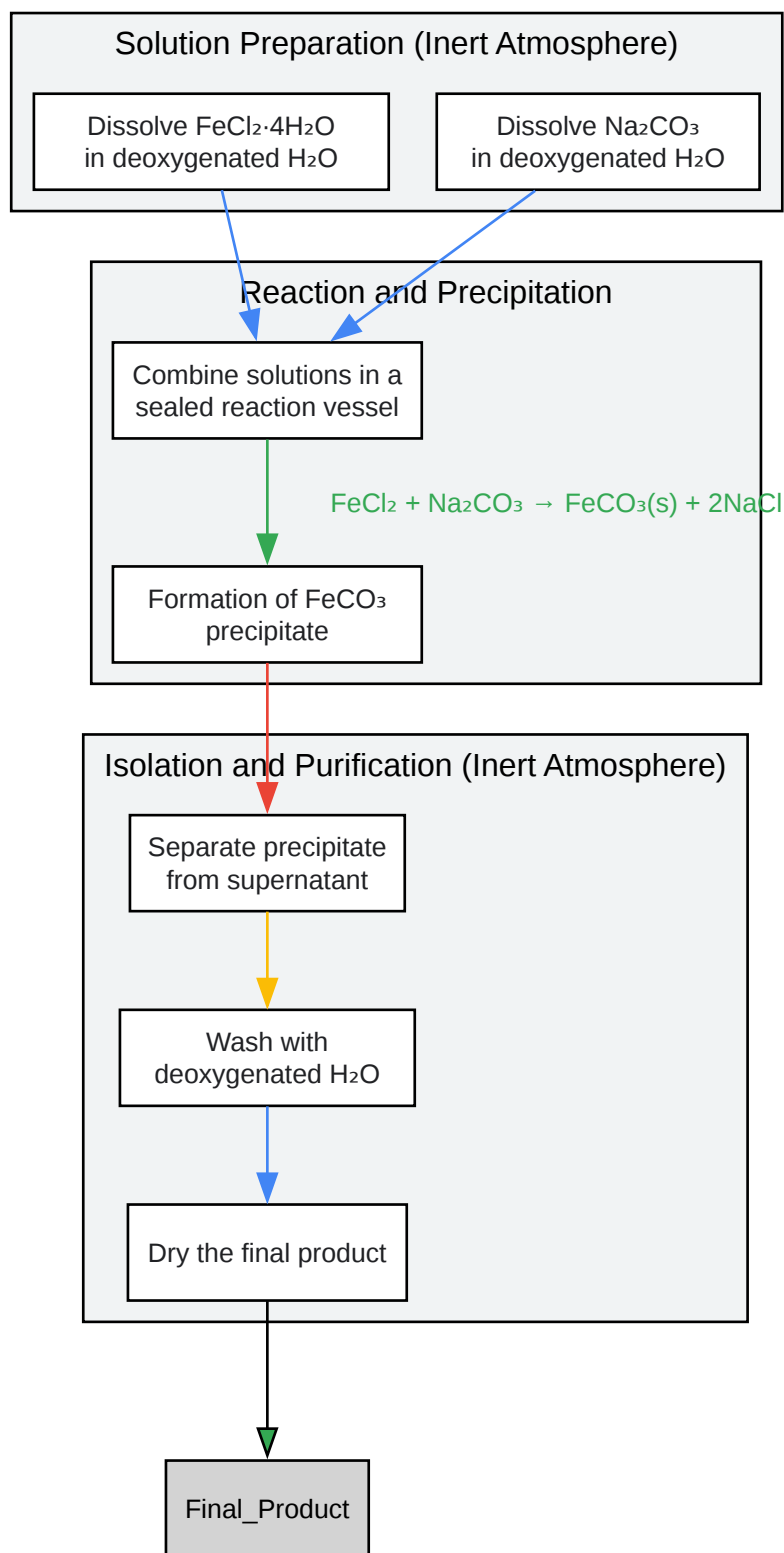 Solution Preparation (Inert Atmosphere)
Dissolve FeCl₂·4H₂O
in deoxygenated H₂O
Dissolve Na₂CO₃
in deoxygenated H₂O
Reaction and Precipitation
Combine solutions in a
sealed reaction vessel
FeCl₂ + Na₂CO₃ → FeCO₃(s) + 2NaCl
Formation of FeCO₃
precipitate
Isolation and Purification (Inert Atmosphere)
Separate precipitate
from supernatant
Wash with
deoxygenated H₂O
Dry the final product
Final_Product